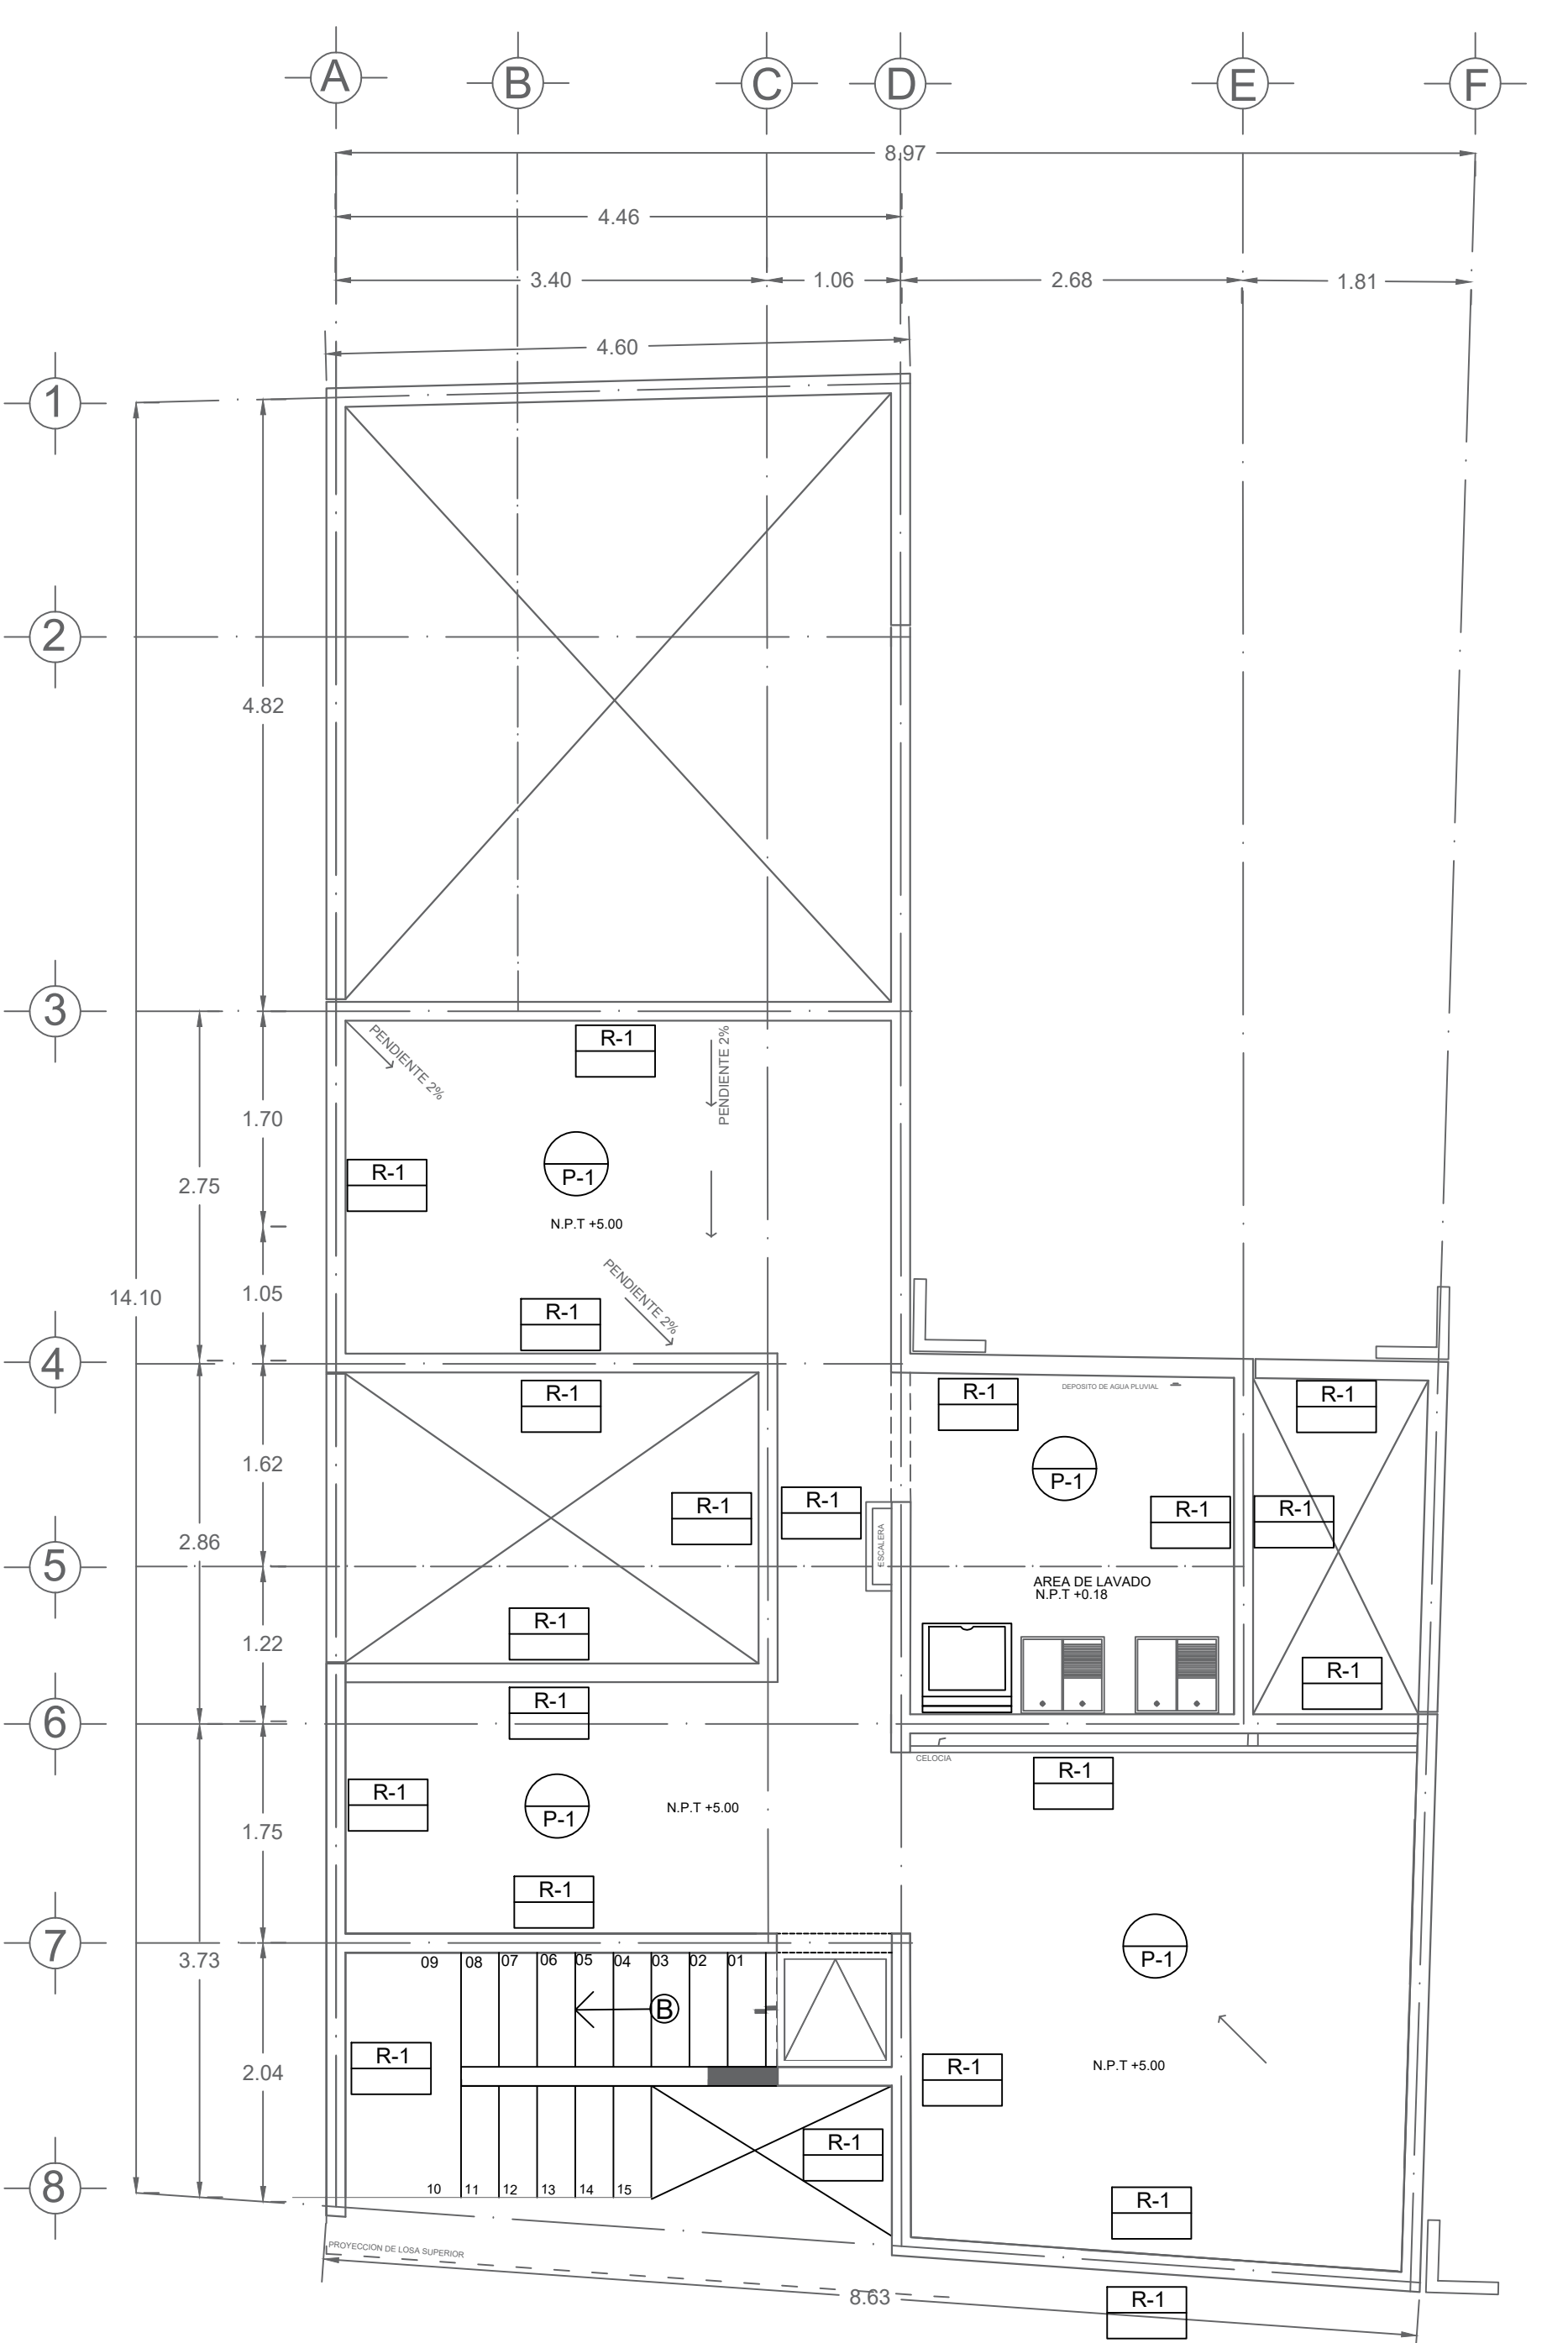 A
B
C
D
E
F
8.97
4.46
3.40
1.06
2.68
1.81
4.60
1
2
4.82
3
PENDIENTE 2%
R-1
PENDIENTE 2%
1.70
R-1
P-1
2.75
N.P.T +5.00
14.10
1.05
PENDIENTE 2%
R-1
4
R-1
R-1
DEPOSITO DE AGUA PLUVIAL
R-1
1.62
P-1
R-1
R-1
R-1
R-1
2.86
ESCALERA
5
AREA DE LAVADO
N.P.T +0.18
R-1
1.22
R-1
R-1
6
CELOCIA
R-1
R-1
P-1
N.P.T +5.00
1.75
R-1
7
3.73
09
08
07
06
05
04
03
02
01
P-1
B
R-1
2.04
R-1
N.P.T +5.00
R-1
8
10
11
12
13
14
15
R-1
PROYECCION DE LOSA SUPERIOR
8.63
R-1